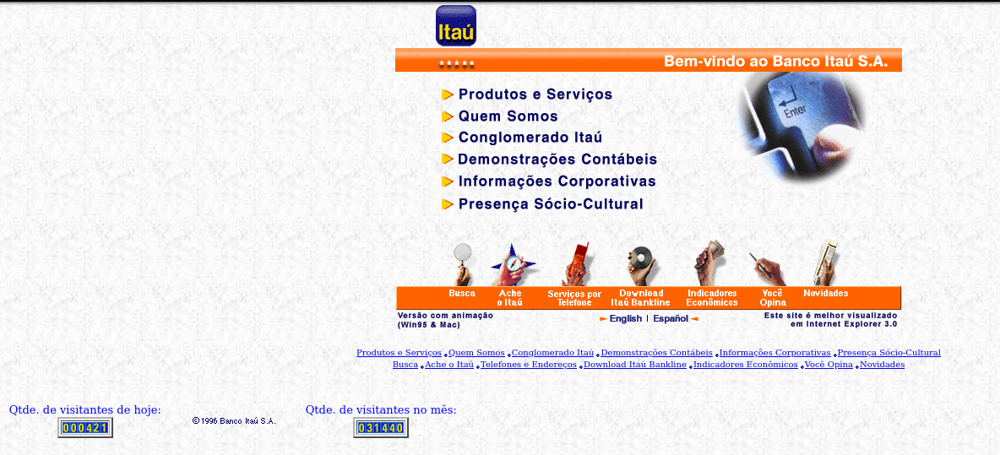 Itaú
Bem-vindo ao Banco Itaú S.A.
Enter
Produtos e Serviços
Quem Somos
Conglomerado Itaú
Demonstrações Contábeis
Informações Corporativas
Presença Sócio-Cultural
Busca
Ache o Itaú
Serviços por Telefone
Download Itaú Bankline
Indicadores Econômicos
Você Opina
Novidades
Versão com animação
(Win95 & Mac)
English | Español
Este site é melhor visualizado
em Internet Explorer 3.0
Produtos e Serviços Quem Somos Conglomerado Itaú Demonstrações Contábeis Informações Corporativas Presença Sócio-Cultural
Busca Ache o Itaú Telefones e Endereços Download Itaú Bankline Indicadores Econômicos Você Opina Novidades
Qtde. de visitantes de hoje:
000421
© 1996 Banco Itaú S.A.
Qtde. de visitantes no mês:
031440